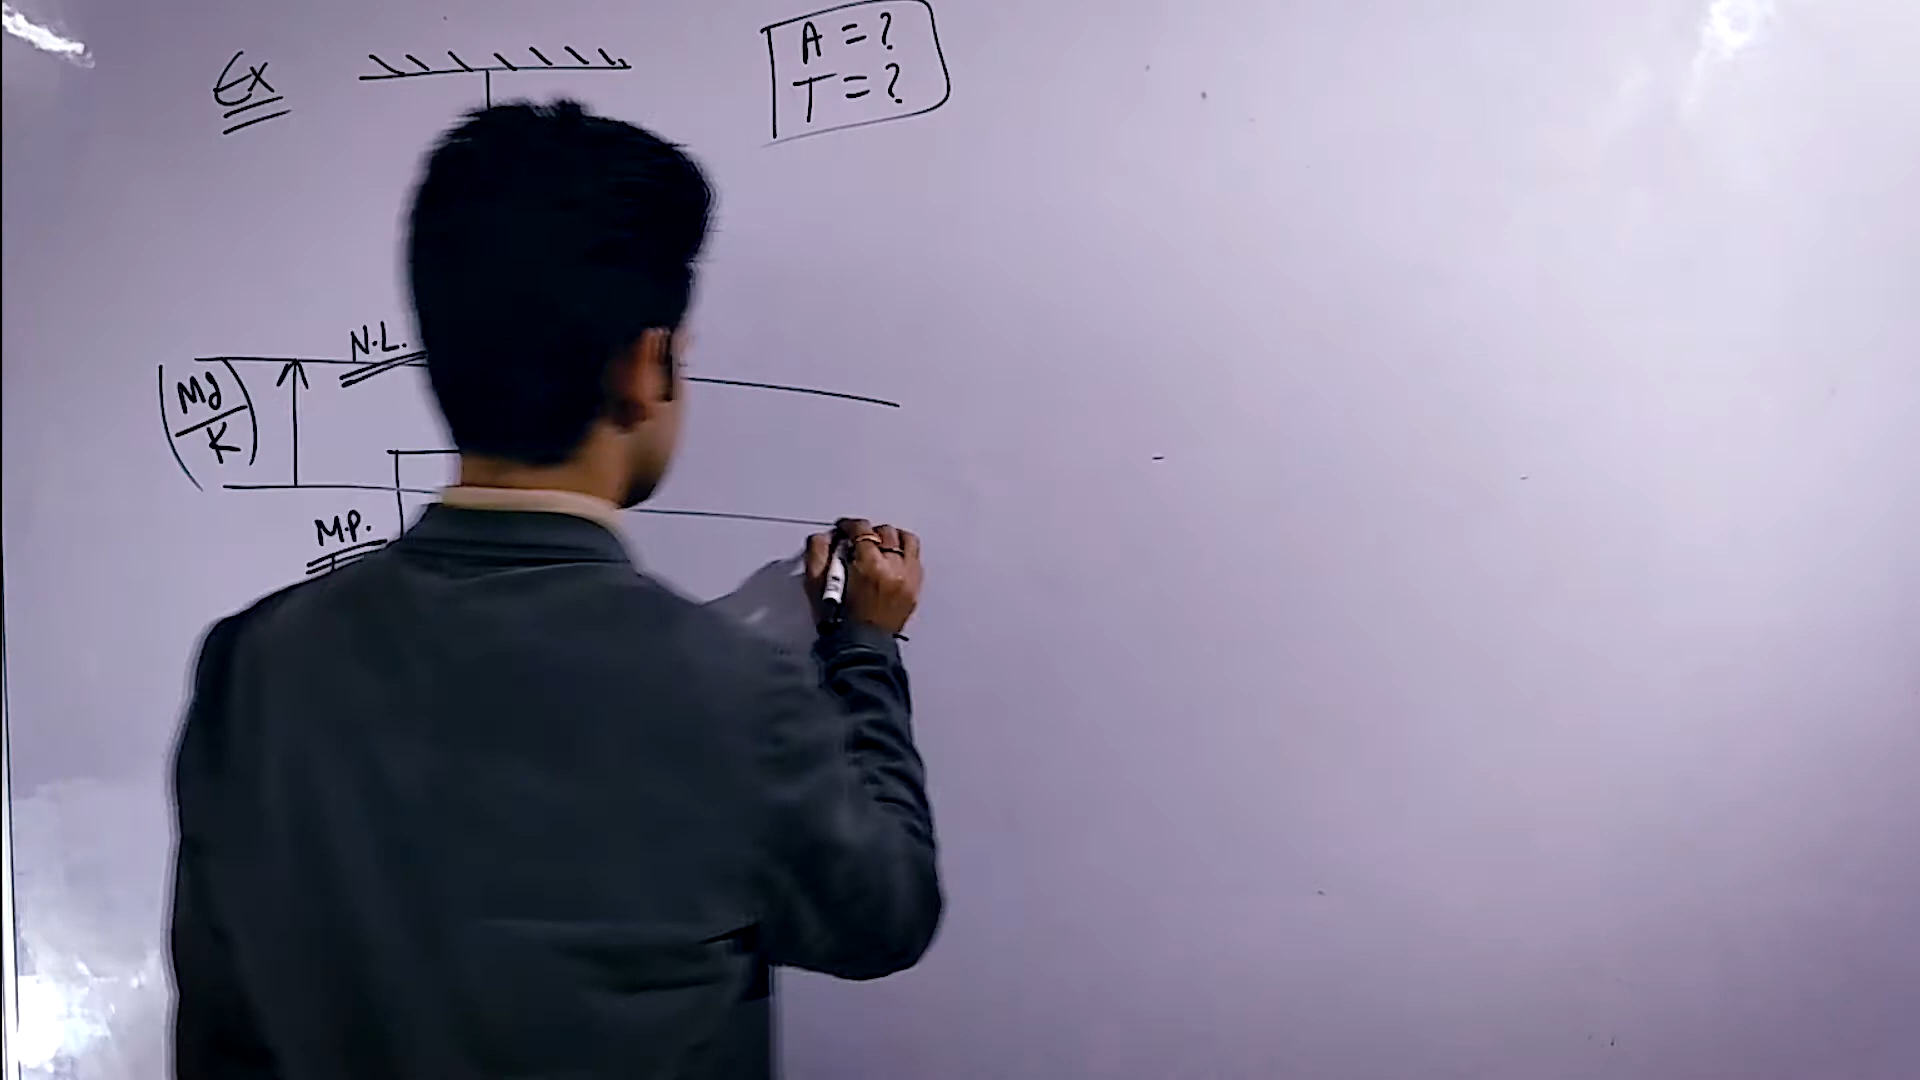 Ex
A = ?
T = ?
N.L.
(Mg/K)
M.P.